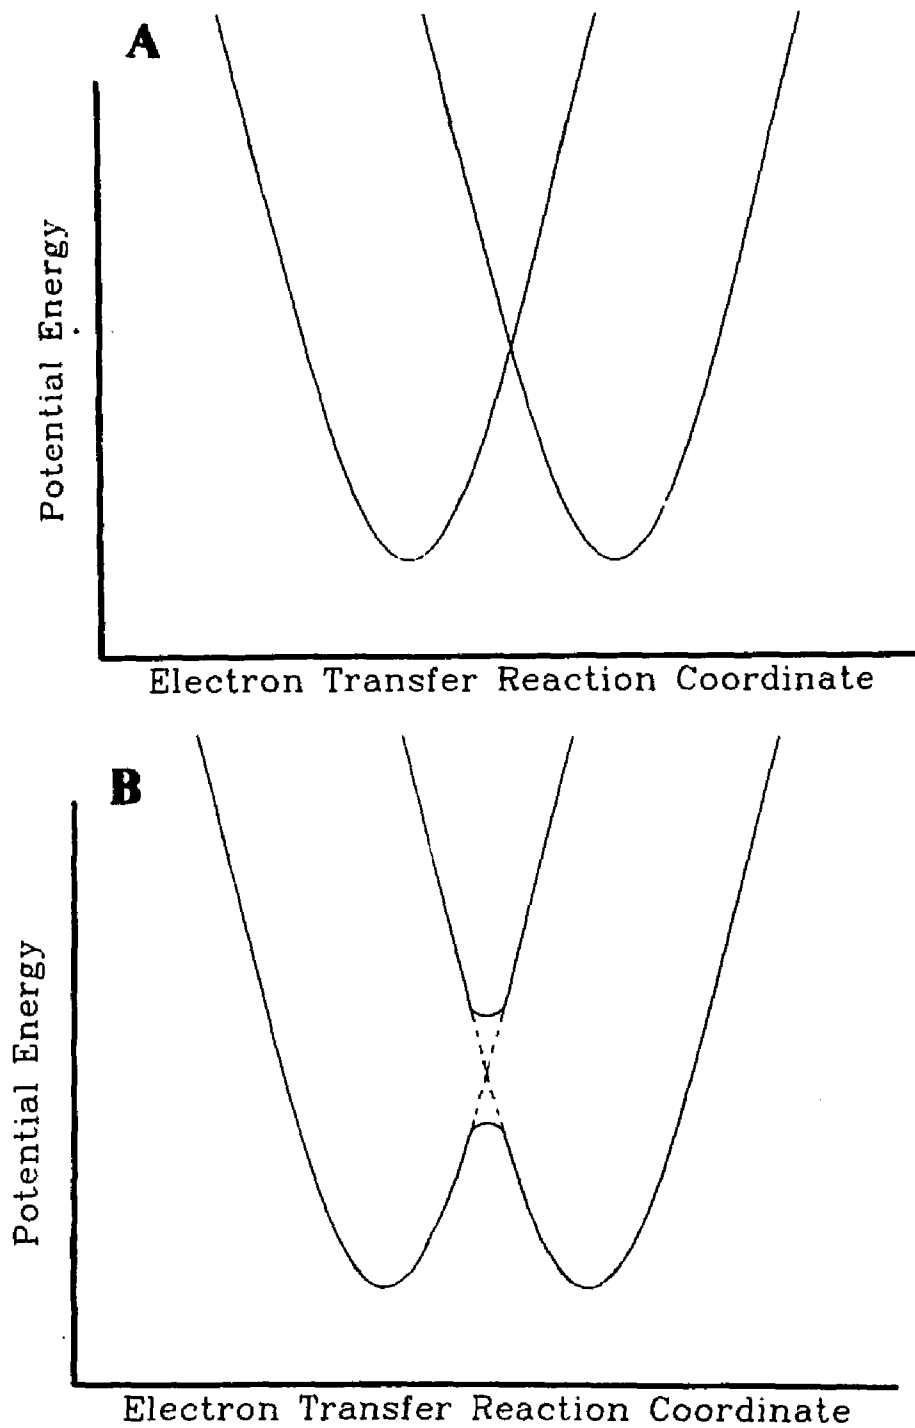 A
Potential Energy
Electron Transfer Reaction Coordinate
B
Potential Energy
Electron Transfer Reaction Coordinate